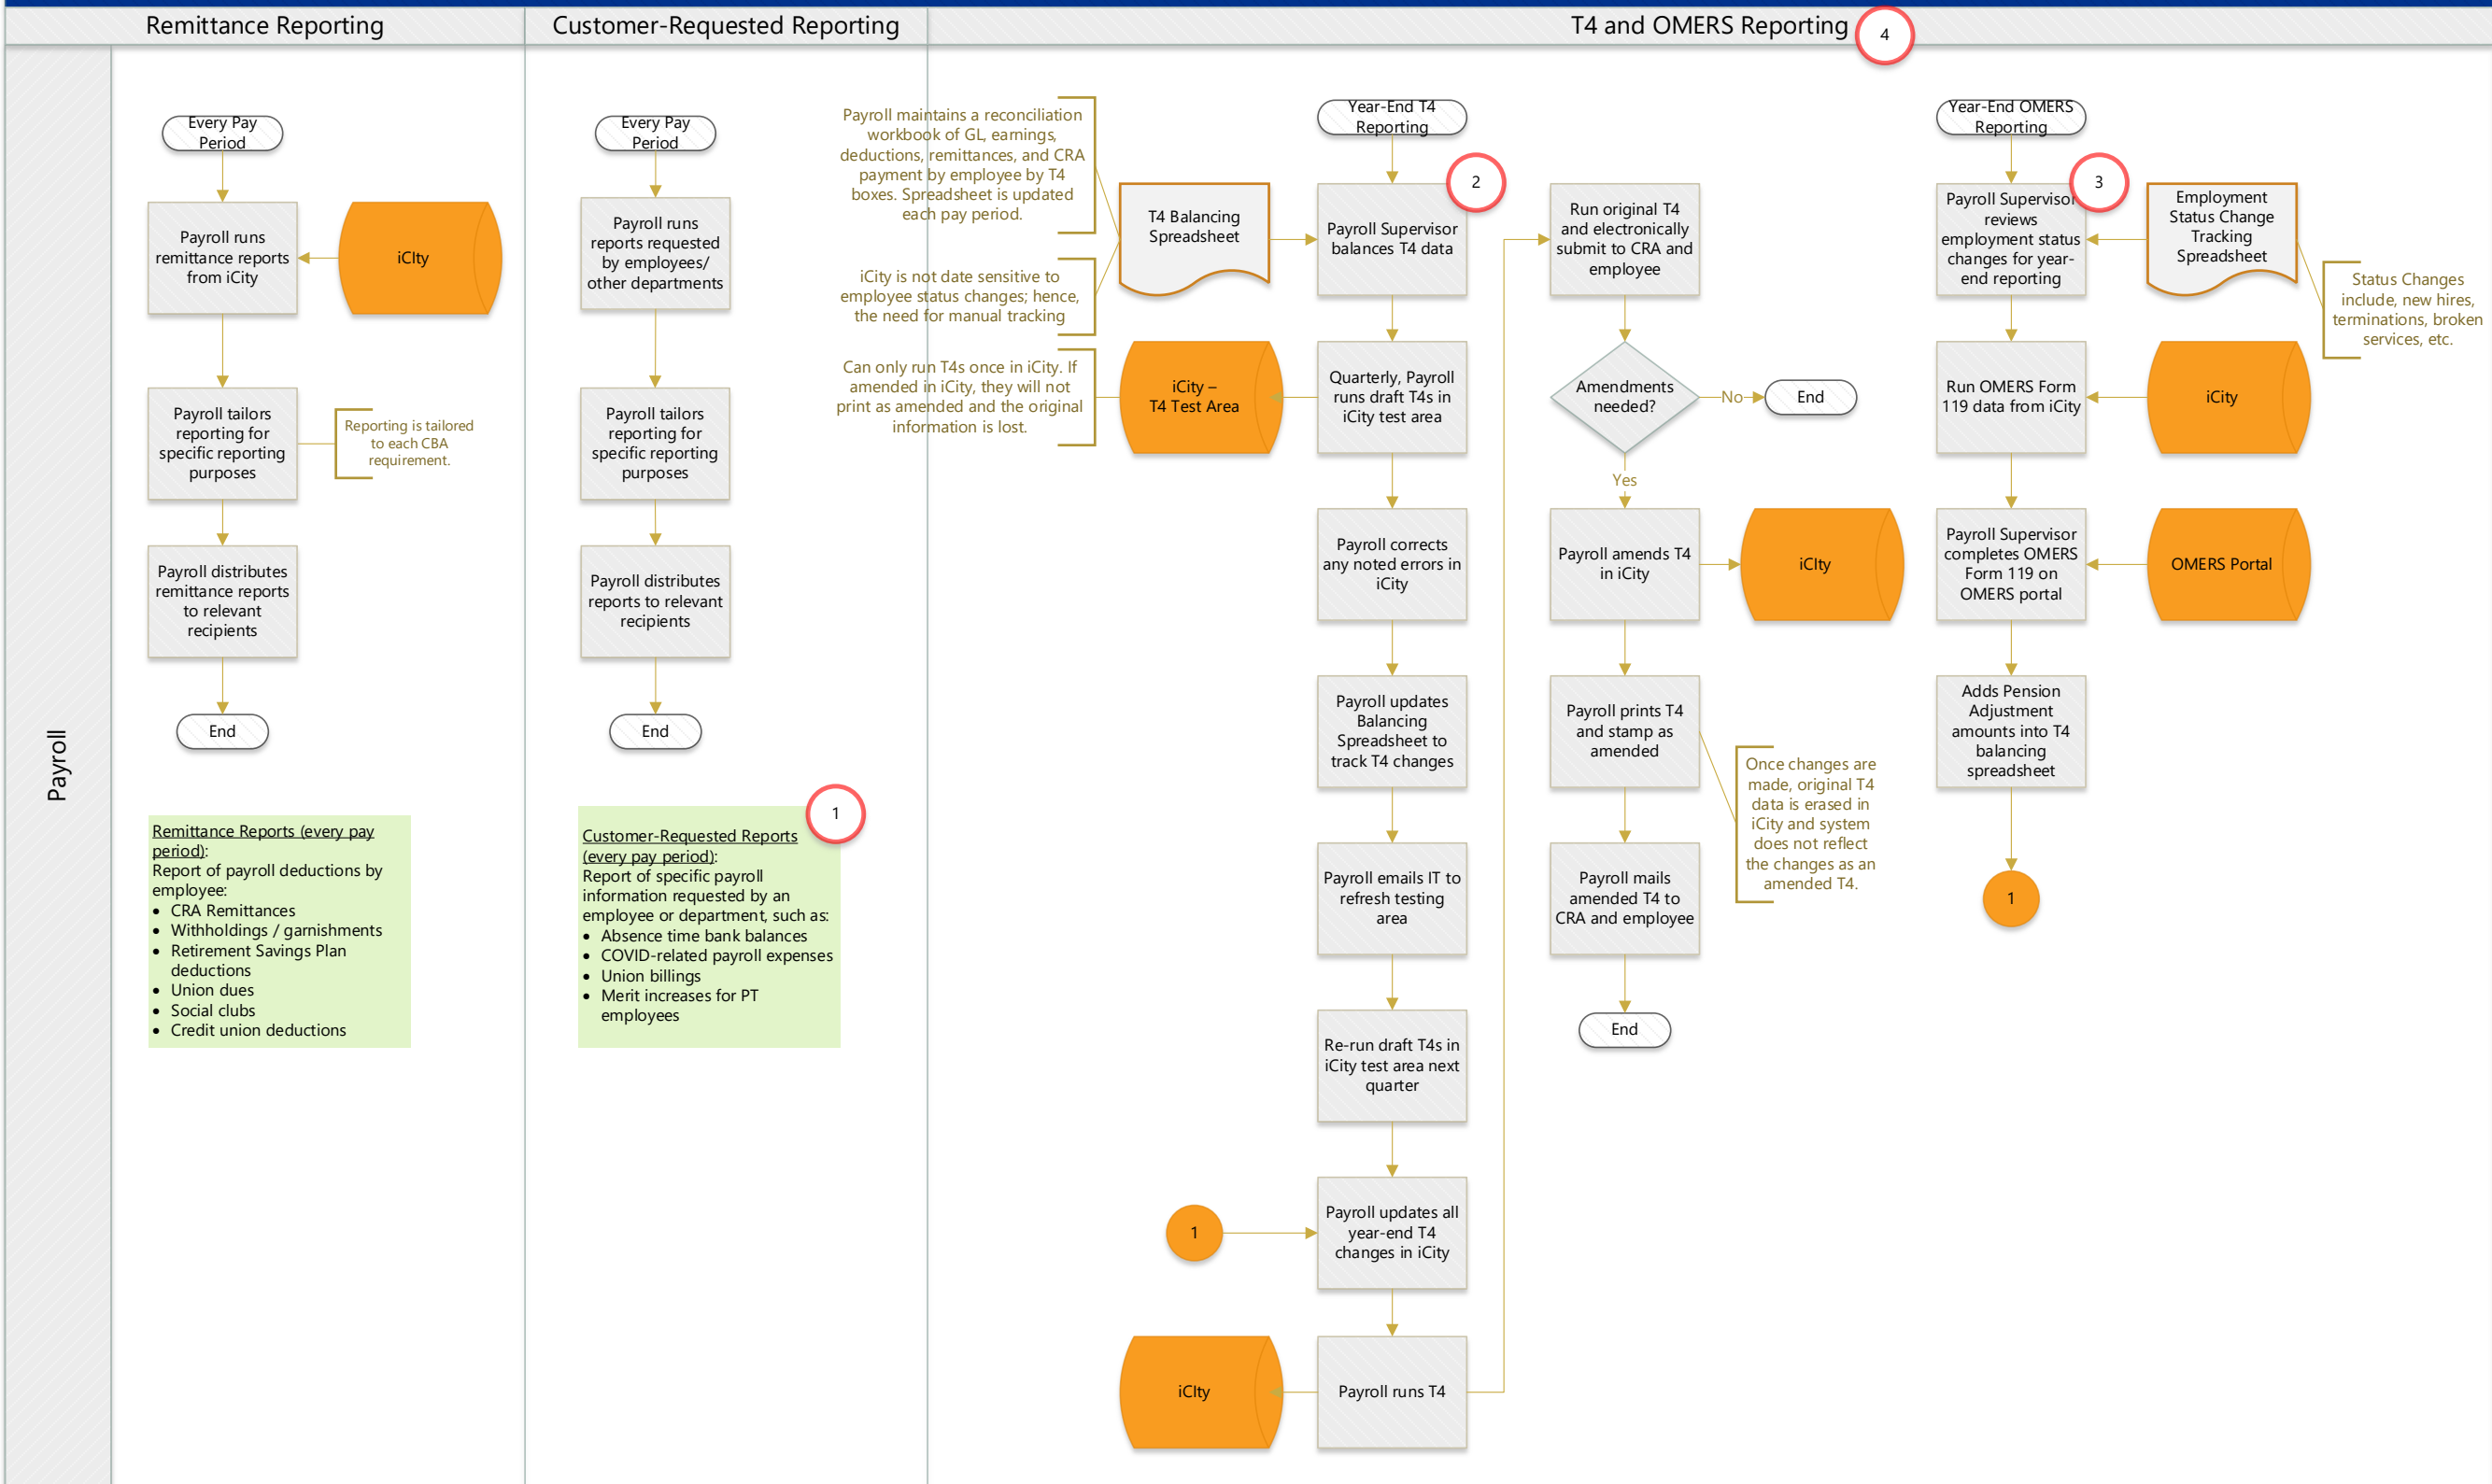 Remittance Reporting
Customer-Requested Reporting
T4 and OMERS Reporting
4
Payroll
Every Pay
Period
Payroll runs
remittance reports
from iCity
iCIty
Payroll tailors
reporting for
specific reporting
purposes
Reporting is tailored
to each CBA
requirement.
Payroll distributes
remittance reports
to relevant
recipients
End
Remittance Reports (every pay
period):
Report of payroll deductions by
employee:
• CRA Remittances
• Withholdings / garnishments
• Retirement Savings Plan
deductions
• Union dues
• Social clubs
• Credit union deductions
Every Pay
Period
Payroll runs
reports requested
by employees/
other departments
Payroll tailors
reporting for
specific reporting
purposes
Payroll distributes
reports to relevant
recipients
End
1
Customer-Requested Reports
(every pay period):
Report of specific payroll
information requested by an
employee or department, such as:
• Absence time bank balances
• COVID-related payroll expenses
• Union billings
• Merit increases for PT
employees
Payroll maintains a reconciliation
workbook of GL, earnings,
deductions, remittances, and CRA
payment by employee by T4
boxes. Spreadsheet is updated
each pay period.
iCity is not date sensitive to
employee status changes; hence,
the need for manual tracking
Can only run T4s once in iCity. If
amended in iCity, they will not
print as amended and the original
information is lost.
T4 Balancing
Spreadsheet
iCity –
T4 Test Area
Year-End T4
Reporting
2
Payroll Supervisor
balances T4 data
Quarterly, Payroll
runs draft T4s in
iCity test area
Payroll corrects
any noted errors in
iCity
Payroll updates
Balancing
Spreadsheet to
track T4 changes
Payroll emails IT to
refresh testing
area
Re-run draft T4s in
iCity test area next
quarter
1
Payroll updates all
year-end T4
changes in iCity
iCIty
Payroll runs T4
Run original T4
and electronically
submit to CRA and
employee
Amendments
needed?
No
End
Yes
Payroll amends T4
in iCity
iCIty
Payroll prints T4
and stamp as
amended
Once changes are
made, original T4
data is erased in
iCity and system
does not reflect
the changes as an
amended T4.
Payroll mails
amended T4 to
CRA and employee
End
Year-End OMERS
Reporting
3
Payroll Supervisor
reviews
employment status
changes for year-
end reporting
Employment
Status Change
Tracking
Spreadsheet
Status Changes
include, new hires,
terminations, broken
services, etc.
Run OMERS Form
119 data from iCity
iCity
Payroll Supervisor
completes OMERS
Form 119 on
OMERS portal
OMERS Portal
Adds Pension
Adjustment
amounts into T4
balancing
spreadsheet
1